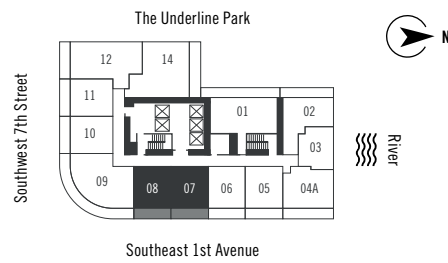 The Underline Park
N
12
14
11
01
02
Southwest 7th Street
10
03
River
09
08
07
06
05
04A
Southeast 1st Avenue